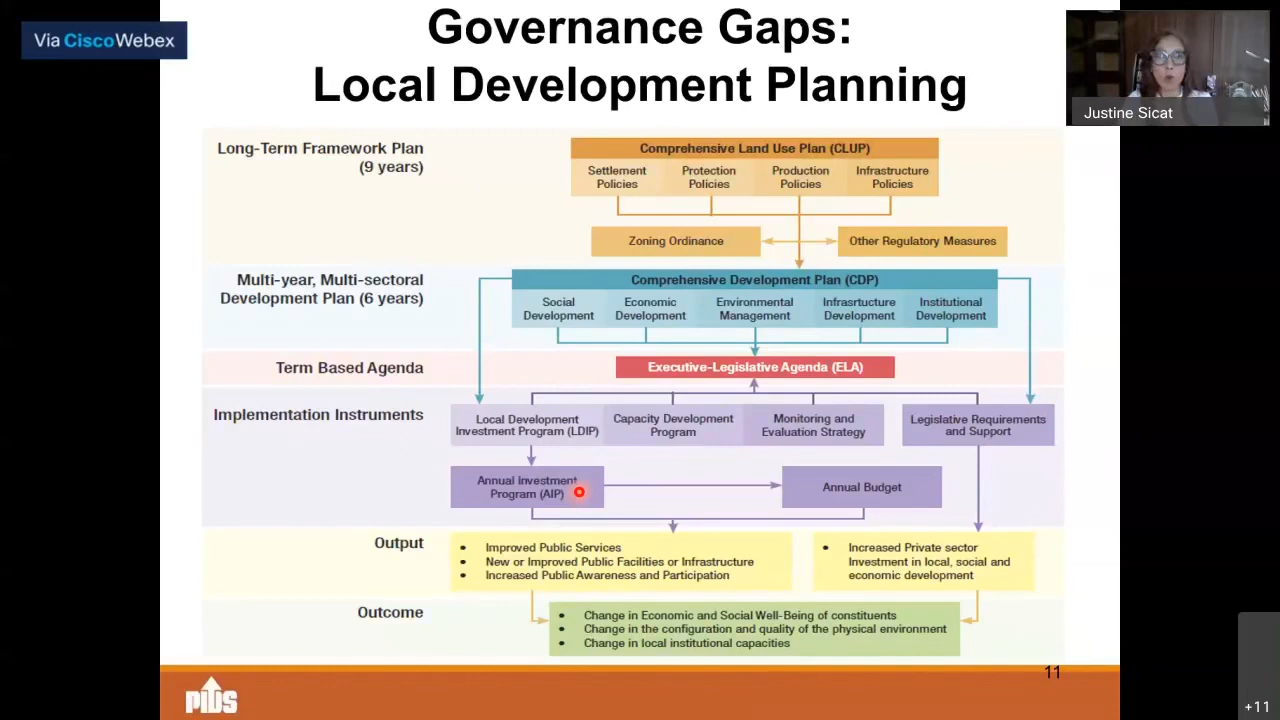 Via CiscoWebex
Governance Gaps:
Local Development Planning
Justine Sicat
Long-Term Framework Plan
(9 years)
Comprehensive Land Use Plan (CLUP)
Settlement
Policies
Protection
Policies
Production
Policies
Infrastructure
Policies
Zoning Ordinance
Other Regulatory Measures
Multi-year, Multi-sectoral
Development Plan (6 years)
Comprehensive Development Plan (CDP)
Social
Development
Economic
Development
Environmental
Management
Infrasrtucture
Development
Institutional
Development
Term Based Agenda
Executive-Legislative Agenda (ELA)
Implementation Instruments
Local Development
Investment Program (LDIP)
Capacity Development
Program
Monitoring and
Evaluation Strategy
Legislative Requirements
and Support
Annual Investment
Program (AIP)
Annual Budget
Output
• Improved Public Services
• New or Improved Public Facilities or Infrastructure
• Increased Public Awareness and Participation
• Increased Private sector
Investment in local, social and
economic development
Outcome
• Change in Economic and Social Well-Being of constituents
• Change in the configuration and quality of the physical environment
• Change in local institutional capacities
11
PIDS
+11